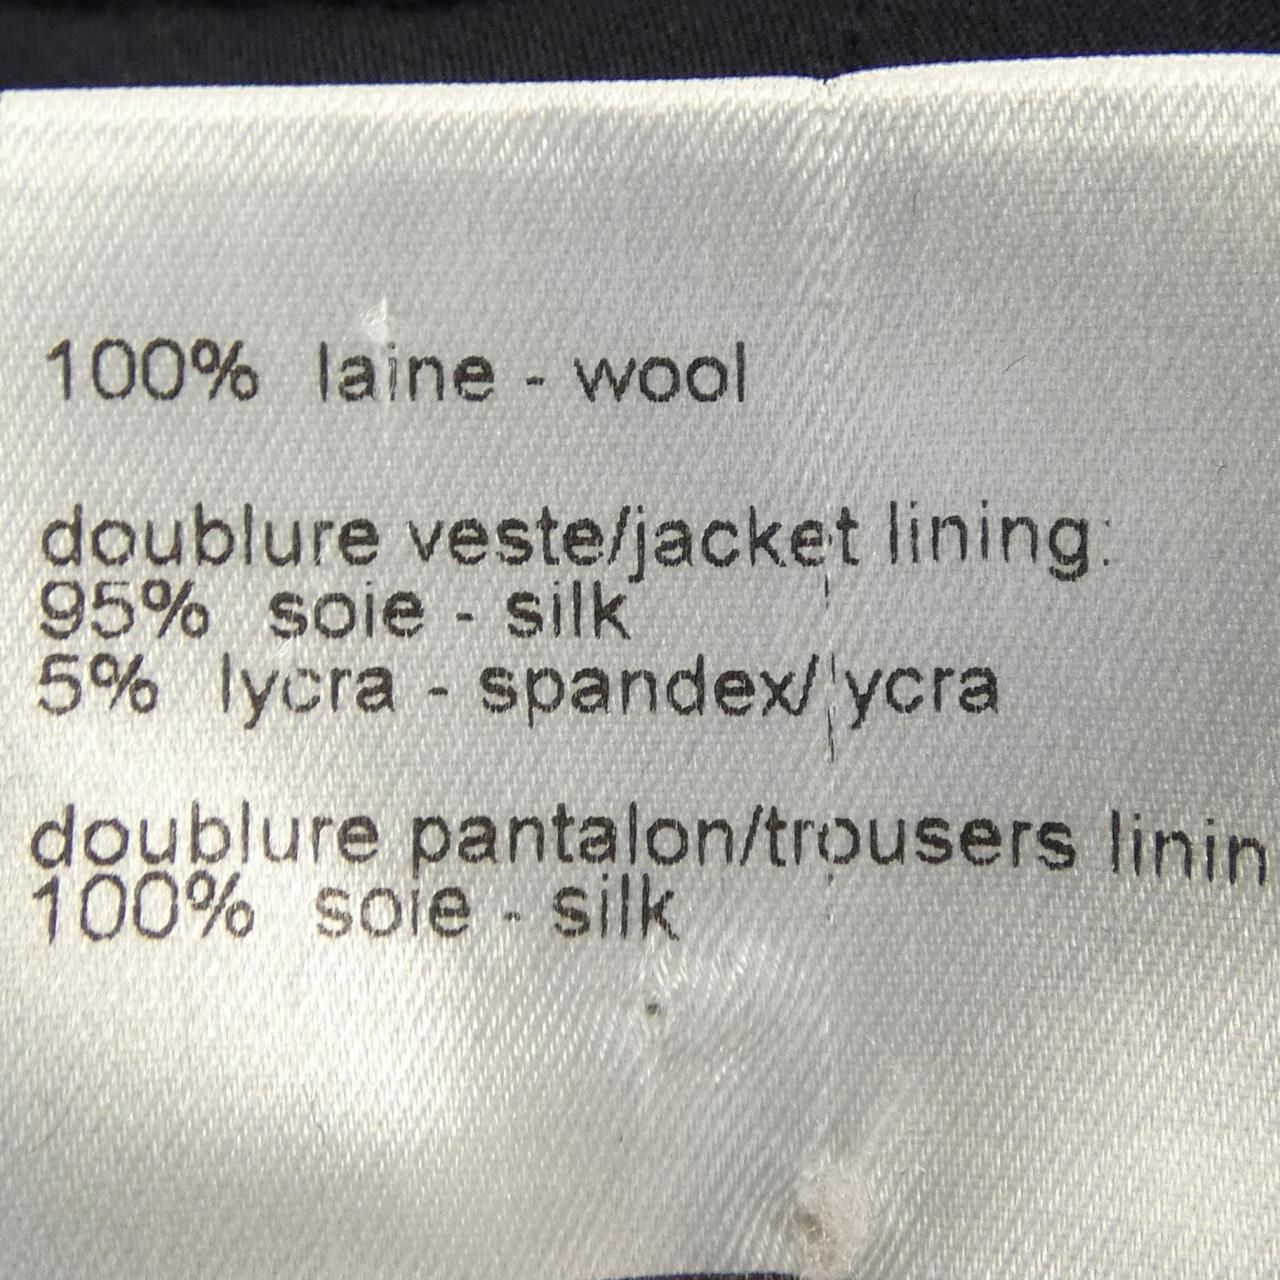 100% laine - wool
doublure veste/jacket lining:
95% soie - silk
5% lycra - spandex/lycra
doublure pantalon/trousers linin
100% soie - silk